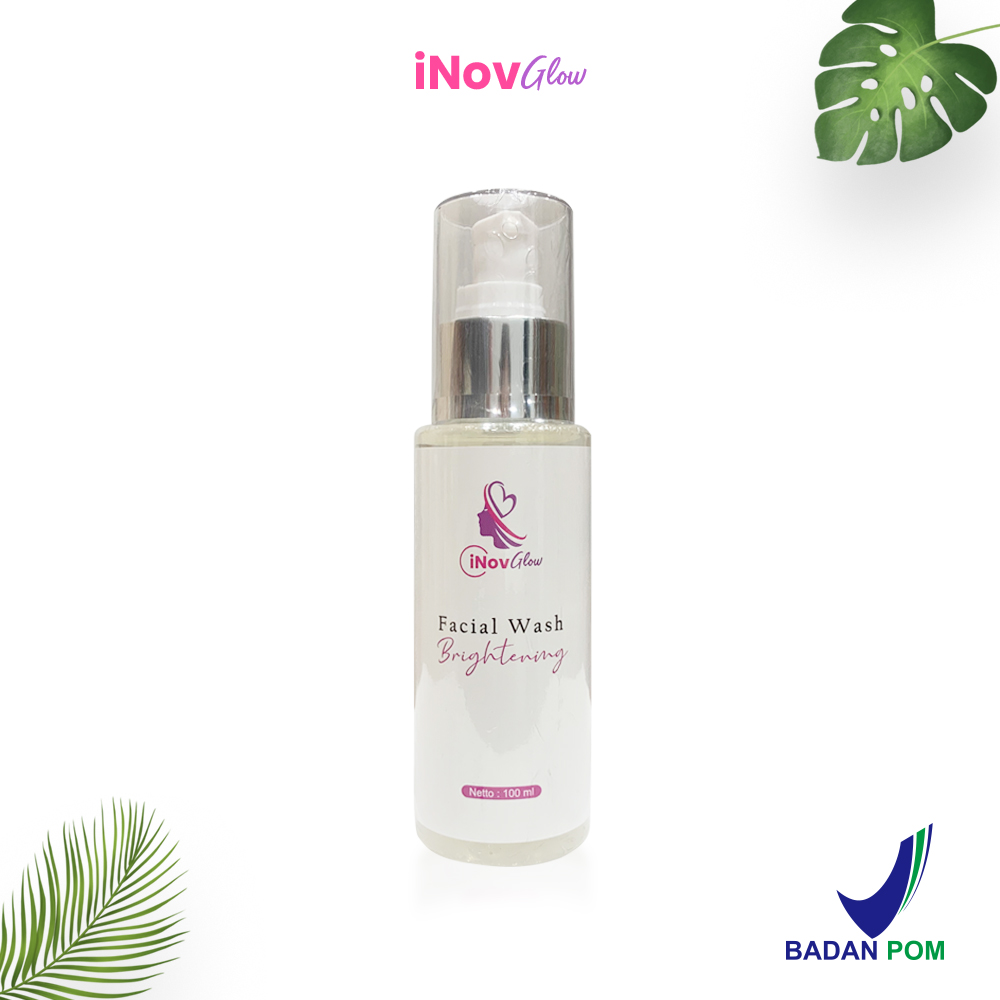 iNovGlow
iNovGlow
Facial Wash
Brightening
Netto : 100 ml
BADAN POM